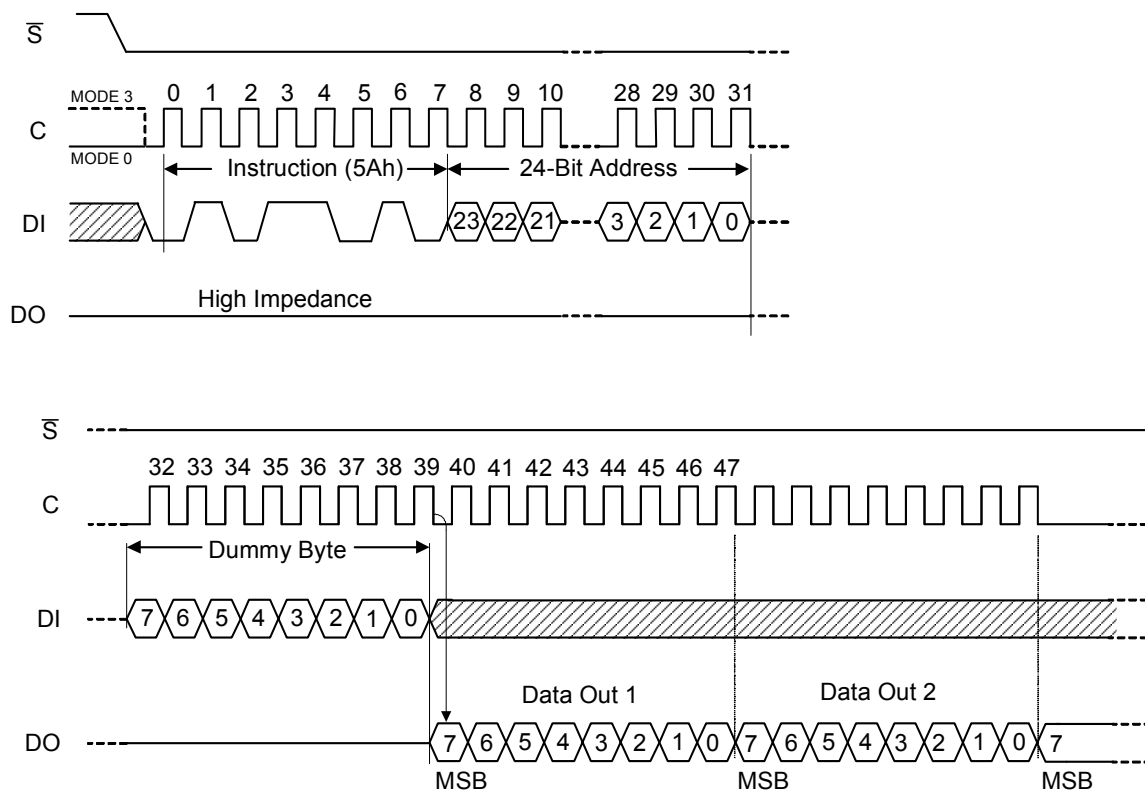 S̅
MODE 3 0 1 2 3 4 5 6 7 8 9 10 28 29 30 31
C
MODE 0
Instruction (5Ah) 24-Bit Address
DI 23 22 21 3 2 1 0
High Impedance
DO
S̅
32 33 34 35 36 37 38 39 40 41 42 43 44 45 46 47
C
Dummy Byte
DI 7 6 5 4 3 2 1 0
Data Out 1 Data Out 2
DO 7 6 5 4 3 2 1 0 7 6 5 4 3 2 1 0 7
MSB MSB MSB